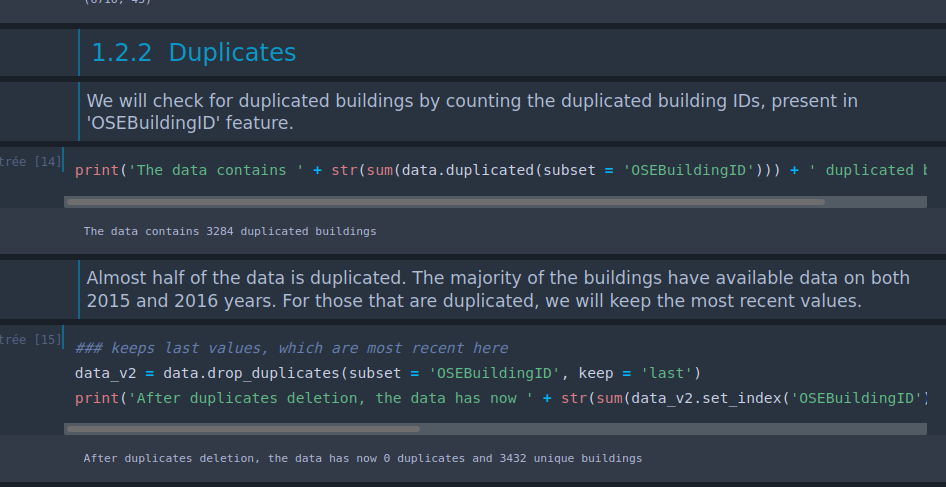 (6716, 45)
1.2.2 Duplicates
We will check for duplicated buildings by counting the duplicated building IDs, present in
'OSEBuildingID' feature.
trée [14]
print('The data contains ' + str(sum(data.duplicated(subset = 'OSEBuildingID'))) + ' duplicated b
The data contains 3284 duplicated buildings
Almost half of the data is duplicated. The majority of the buildings have available data on both
2015 and 2016 years. For those that are duplicated, we will keep the most recent values.
trée [15]
### keeps last values, which are most recent here
data_v2 = data.drop_duplicates(subset = 'OSEBuildingID', keep = 'last')
print('After duplicates deletion, the data has now ' + str(sum(data_v2.set_index('OSEBuildingID')
After duplicates deletion, the data has now 0 duplicates and 3432 unique buildings